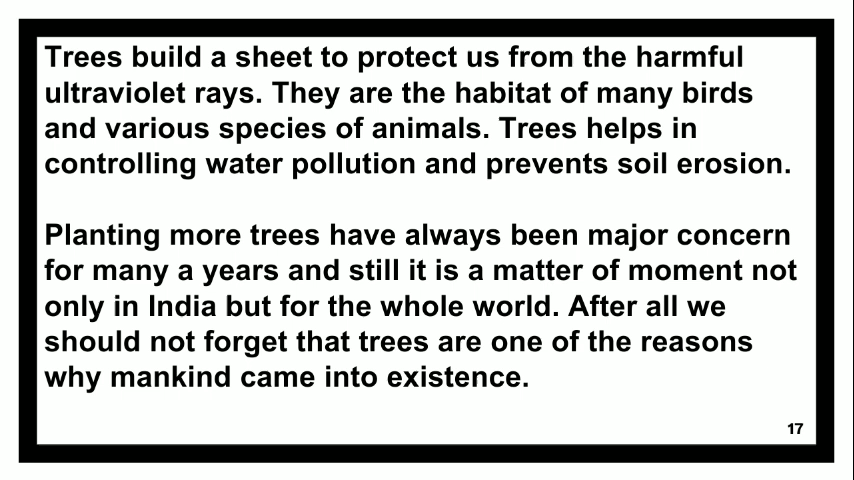 Trees build a sheet to protect us from the harmful
ultraviolet rays. They are the habitat of many birds
and various species of animals. Trees helps in
controlling water pollution and prevents soil erosion.
Planting more trees have always been major concern
for many a years and still it is a matter of moment not
only in India but for the whole world. After all we
should not forget that trees are one of the reasons
why mankind came into existence.
17